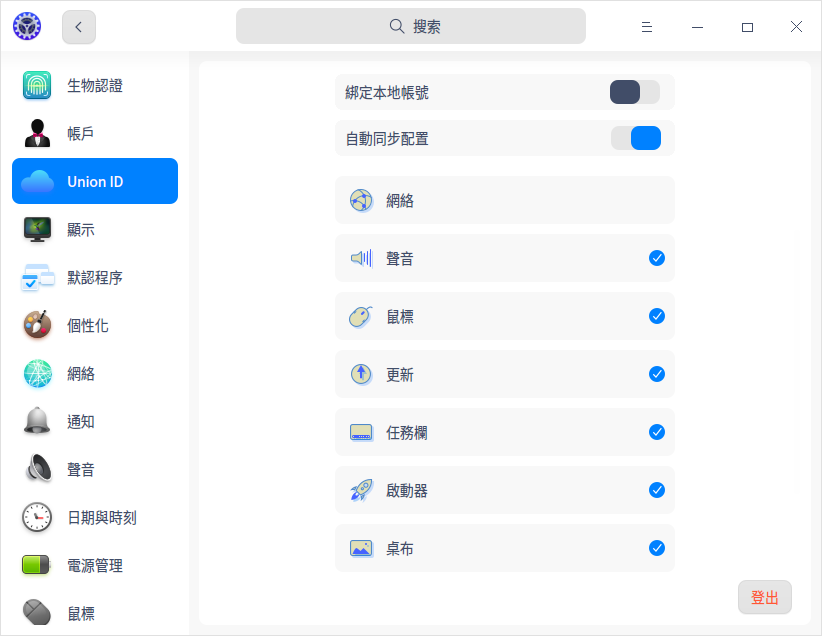 搜索
生物認證
帳戶
Union ID
顯示
默認程序
個性化
網絡
通知
聲音
日期與時刻
電源管理
鼠標
綁定本地帳號
自動同步配置
網絡
聲音
鼠標
更新
任務欄
啟動器
桌布
登出